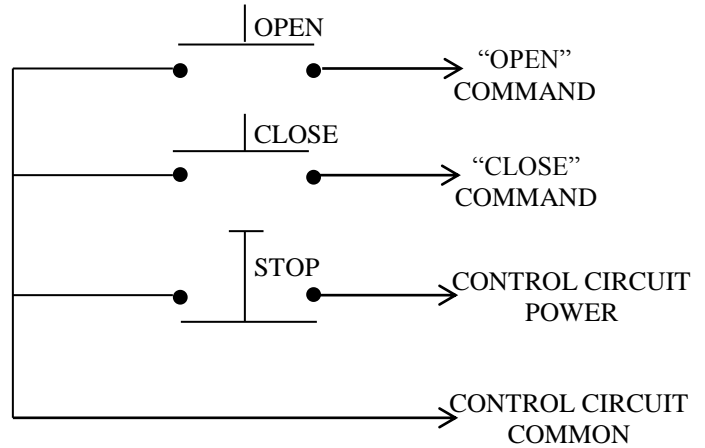 OPEN
“OPEN”
COMMAND
CLOSE
“CLOSE”
COMMAND
STOP
CONTROL CIRCUIT
POWER
CONTROL CIRCUIT
COMMON